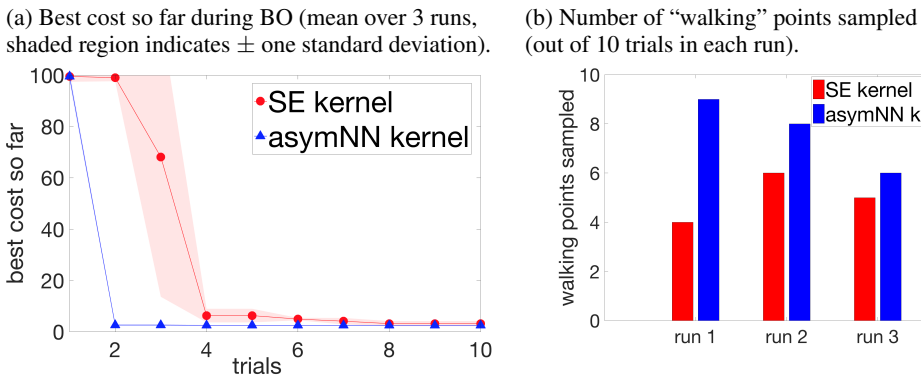 (a) Best cost so far during BO (mean over 3 runs,
shaded region indicates ± one standard deviation).
100
80
60
40
20
0
2
4
6
8
10
best cost so far
trials
SE kernel
asymNN kernel
(b) Number of “walking” points sampled
(out of 10 trials in each run).
10
8
6
4
2
0
walking points sampled
run 1
run 2
run 3
SE kernel
asymNN k